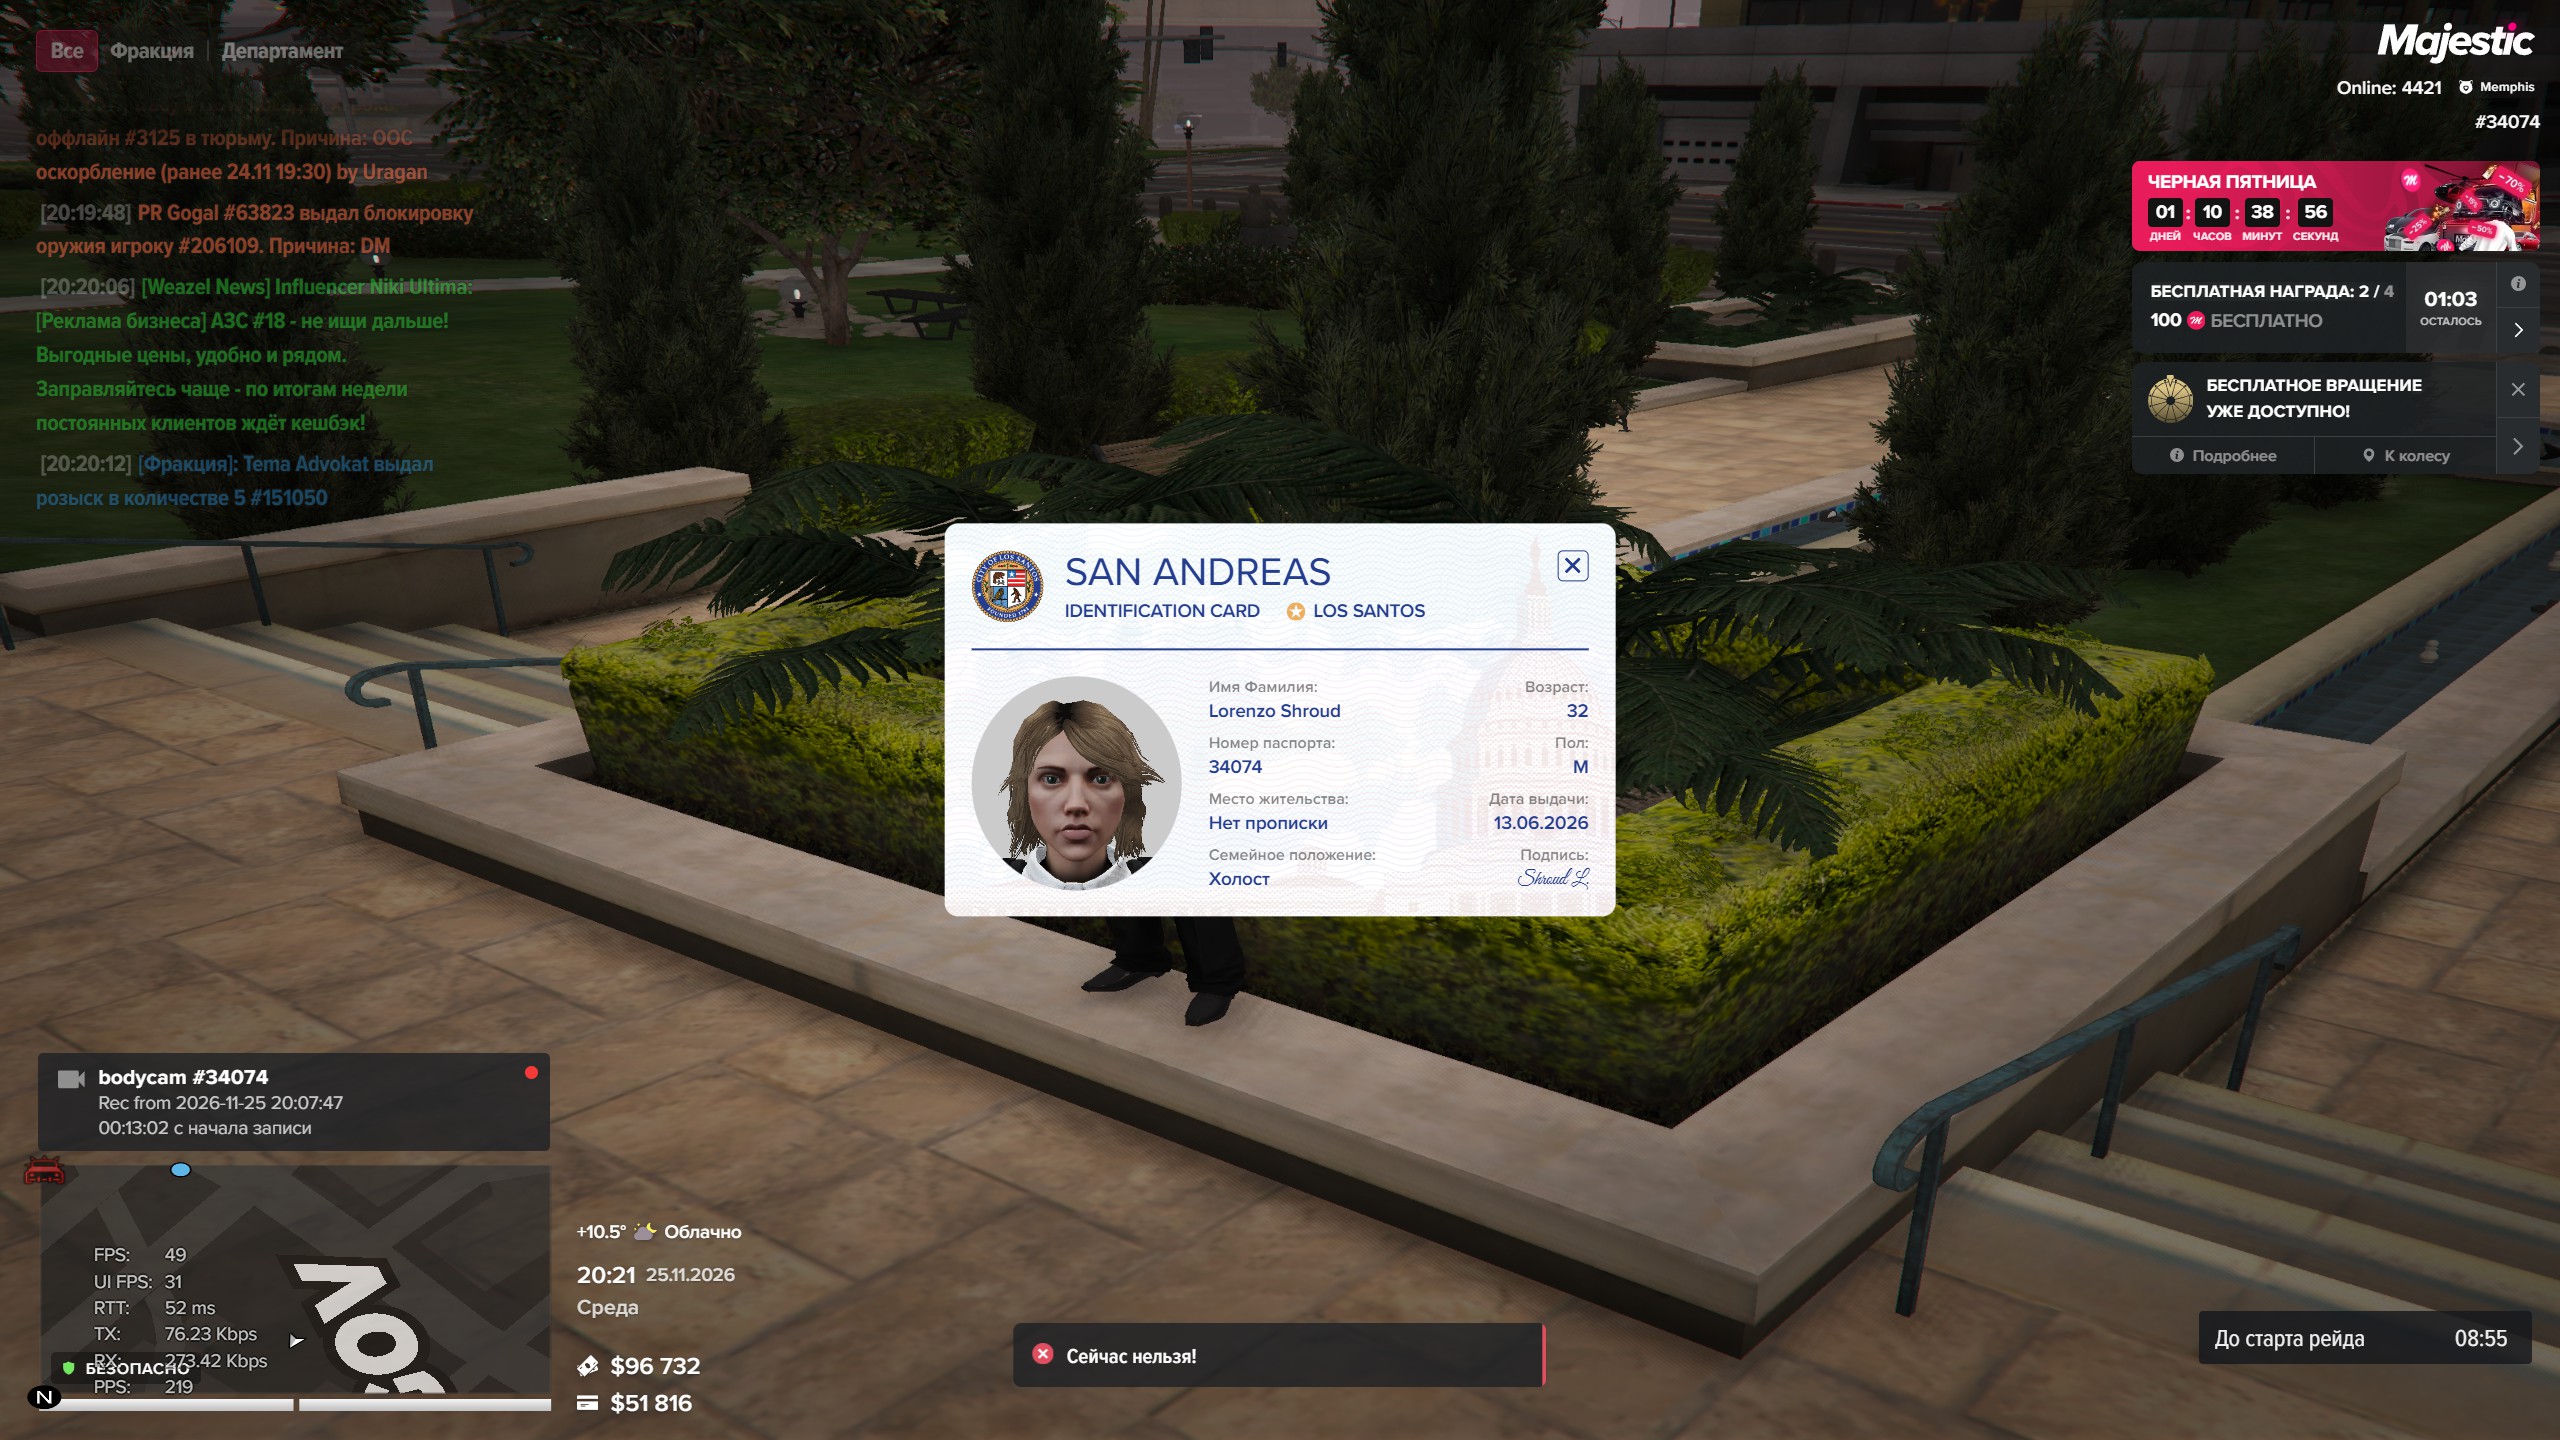 Все Фракция | Департамент
оффлайн #3125 в тюрьму. Причина: ООС
оскорбление (ранее 24.11 19:30) by Uragan
[20:19:48] PR Gogal #63823 выдал блокировку
оружия игроку #206109. Причина: DM
[20:20:06] [Weazel News] Influencer Niki Ultima:
[Реклама бизнеса] АЗС #18 - не ищи дальше!
Выгодные цены, удобно и рядом.
Заправляйтесь чаще - по итогам недели
постоянных клиентов ждёт кешбэк!
[20:20:12] [Фракция]: Tema Advokat выдал
розыск в количестве 5 #151050
Majestic
Online: 4421 Memphis
#34074
ЧЕРНАЯ ПЯТНИЦА
01 : 10 : 38 : 56
ДНЕЙ ЧАСОВ МИНУТ СЕКУНД
-70%
-25%
-50%
БЕСПЛАТНАЯ НАГРАДА: 2 / 4
100 БЕСПЛАТНО
01:03
ОСТАЛОСЬ
БЕСПЛАТНОЕ ВРАЩЕНИЕ
УЖЕ ДОСТУПНО!
Подробнее
К колесу
SAN ANDREAS
IDENTIFICATION CARD LOS SANTOS
Имя Фамилия:
Lorenzo Shroud
Возраст:
32
Номер паспорта:
34074
Пол:
М
Место жительства:
Нет прописки
Дата выдачи:
13.06.2026
Семейное положение:
Холост
Подпись:
Shroud L.
bodycam #34074
Rec from 2026-11-25 20:07:47
00:13:02 с начала записи
FPS: 49
UI FPS: 31
RTT: 52 ms
TX: 76.23 Kbps
RX: 273.42 Kbps
БЕЗОПАСНО
PPS: 219
N
+10.5° Облачно
20:21 25.11.2026
Среда
$96 732
$51 816
Сейчас нельзя!
До старта рейда 08:55